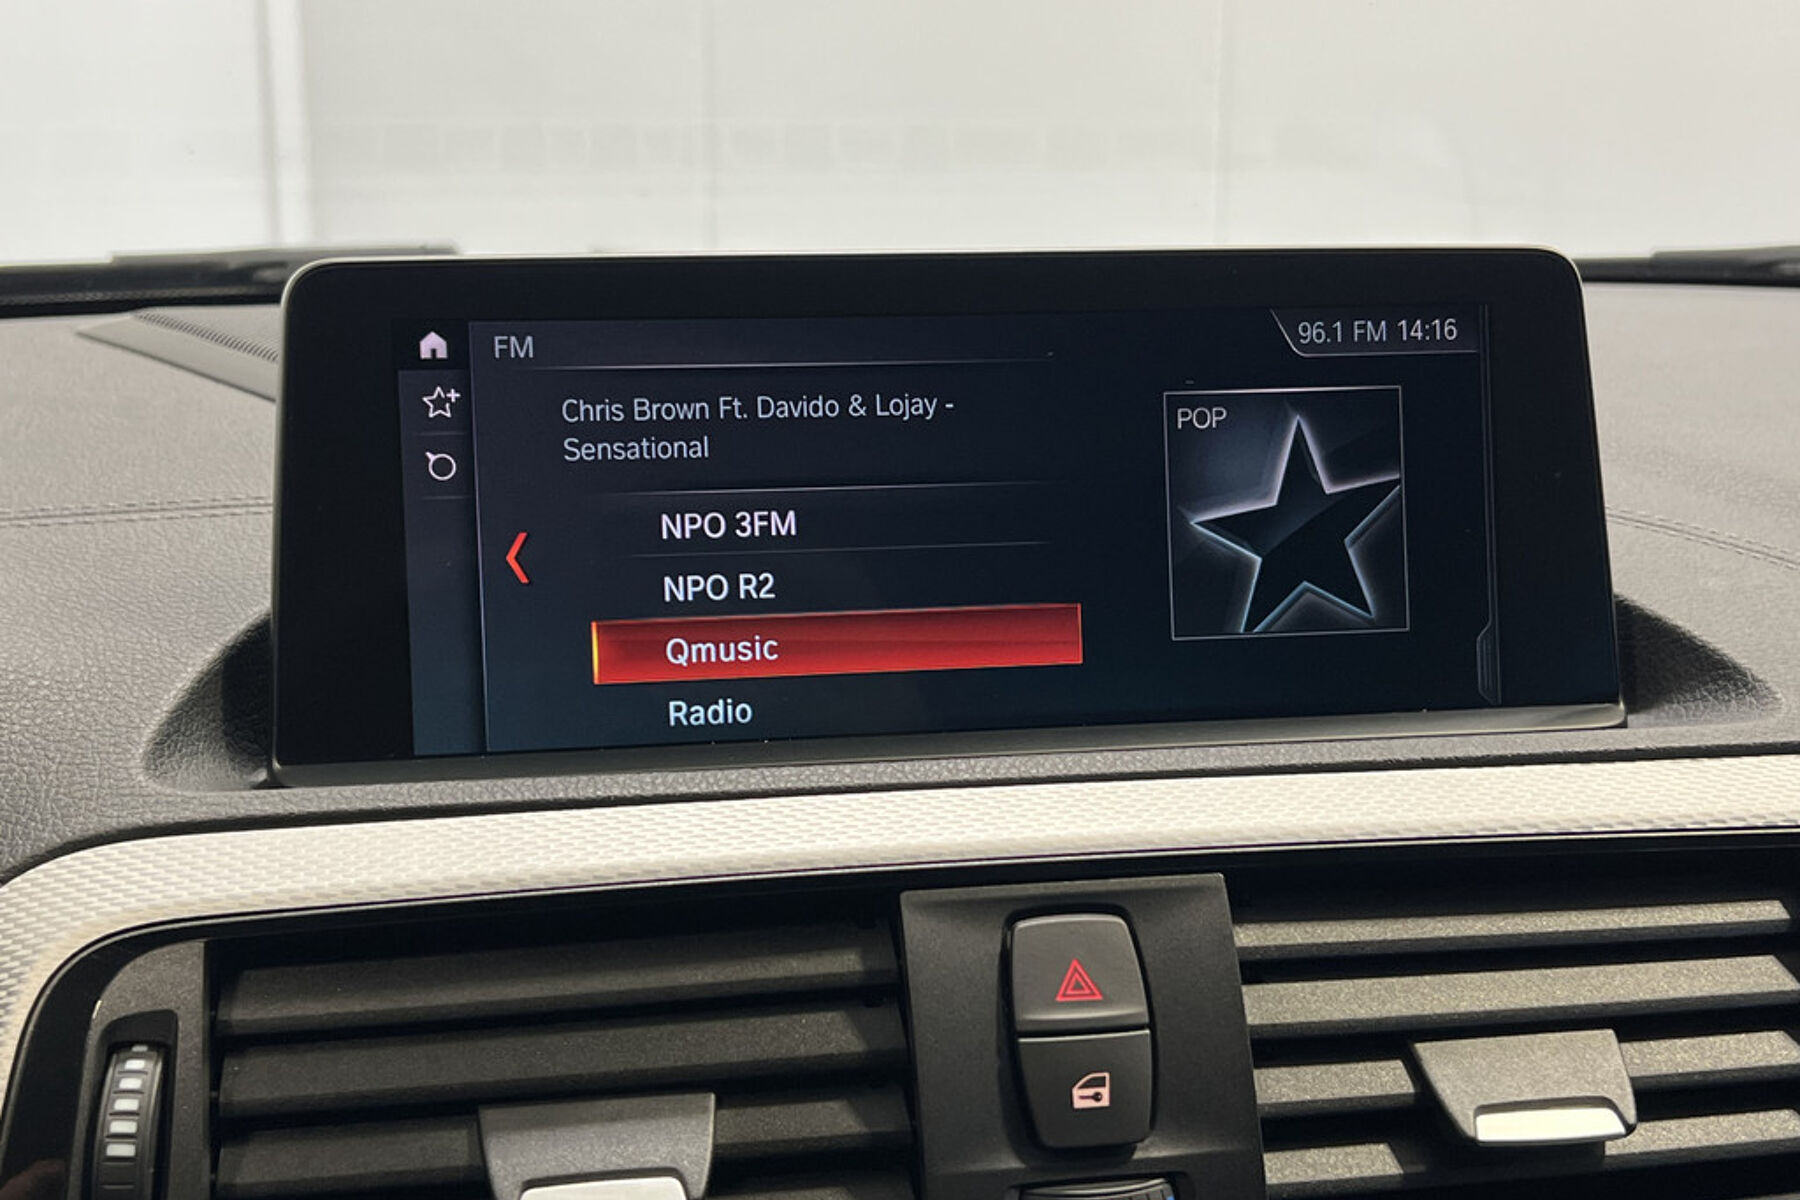 FM
96.1 FM 14:16
Chris Brown Ft. Davido & Lojay -
Sensational
POP
NPO 3FM
NPO R2
Qmusic
Radio